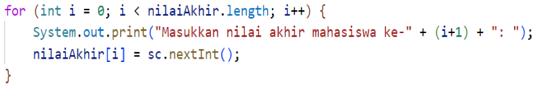 for (int i = 0; i < nilaiAkhir.length; i++) {
    System.out.print("Masukkan nilai akhir mahasiswa ke-" + (i+1) + ": ");
    nilaiAkhir[i] = sc.nextInt();
}